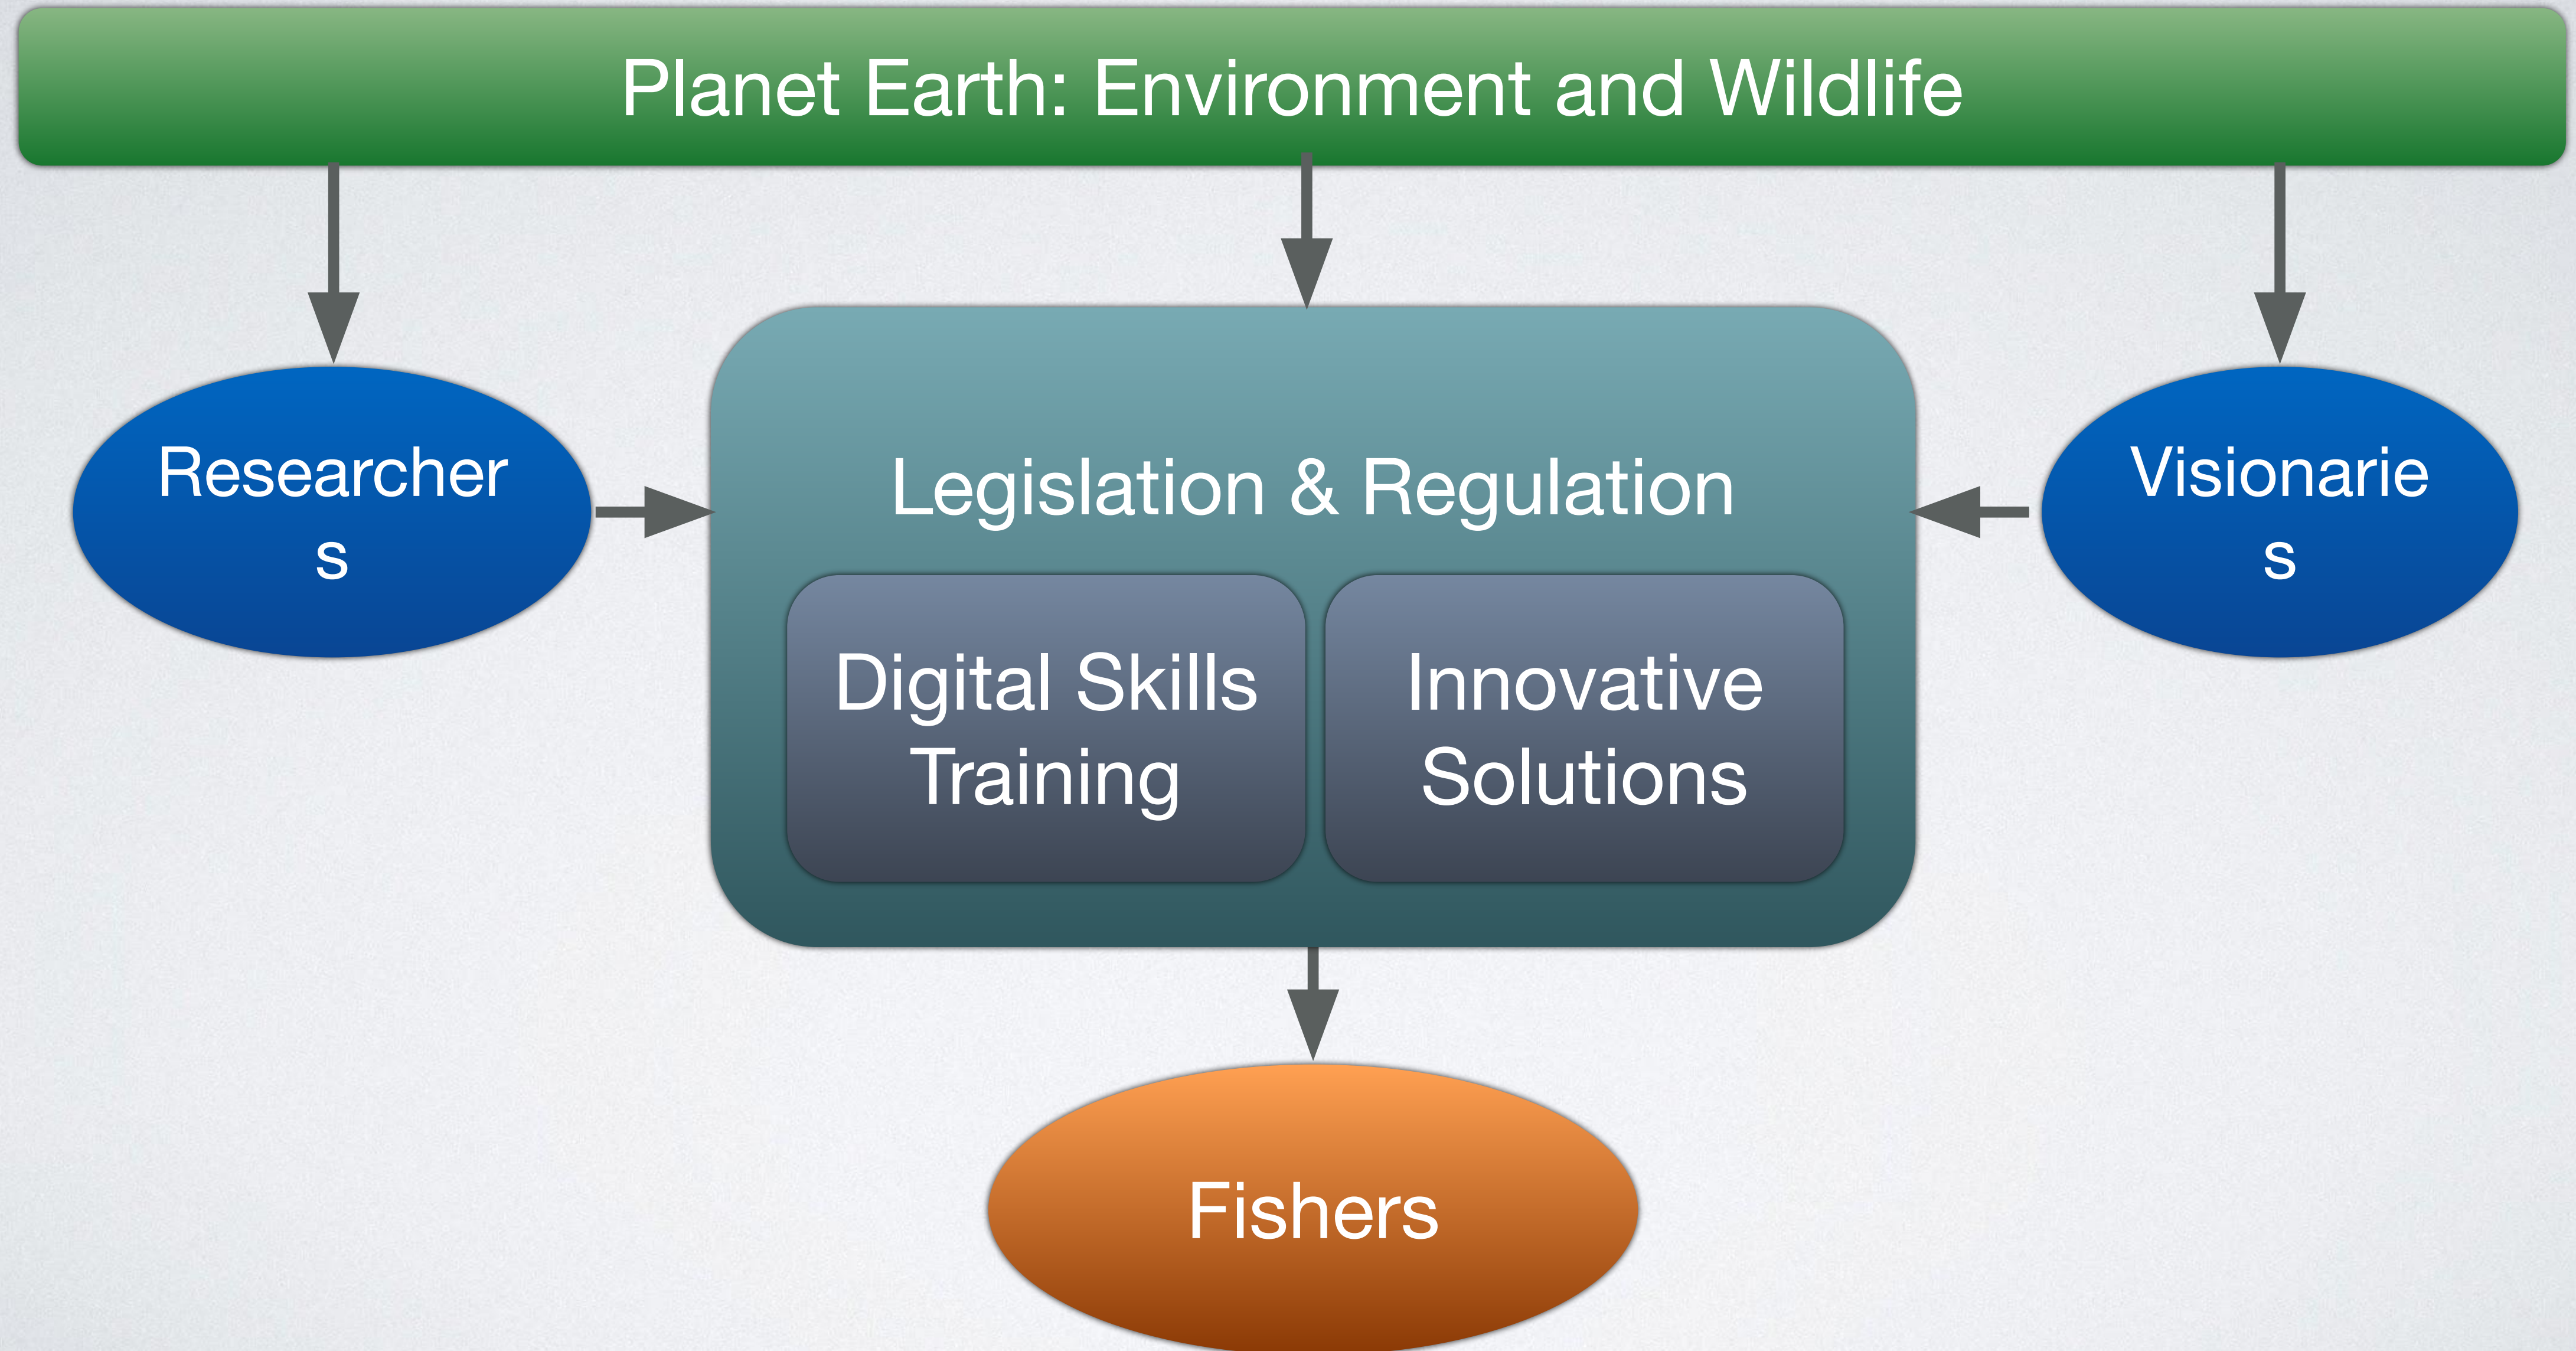 Planet Earth: Environment and Wildlife
Researcher
s
Legislation & Regulation
Visionarie
s
Digital Skills
Training
Innovative
Solutions
Fishers